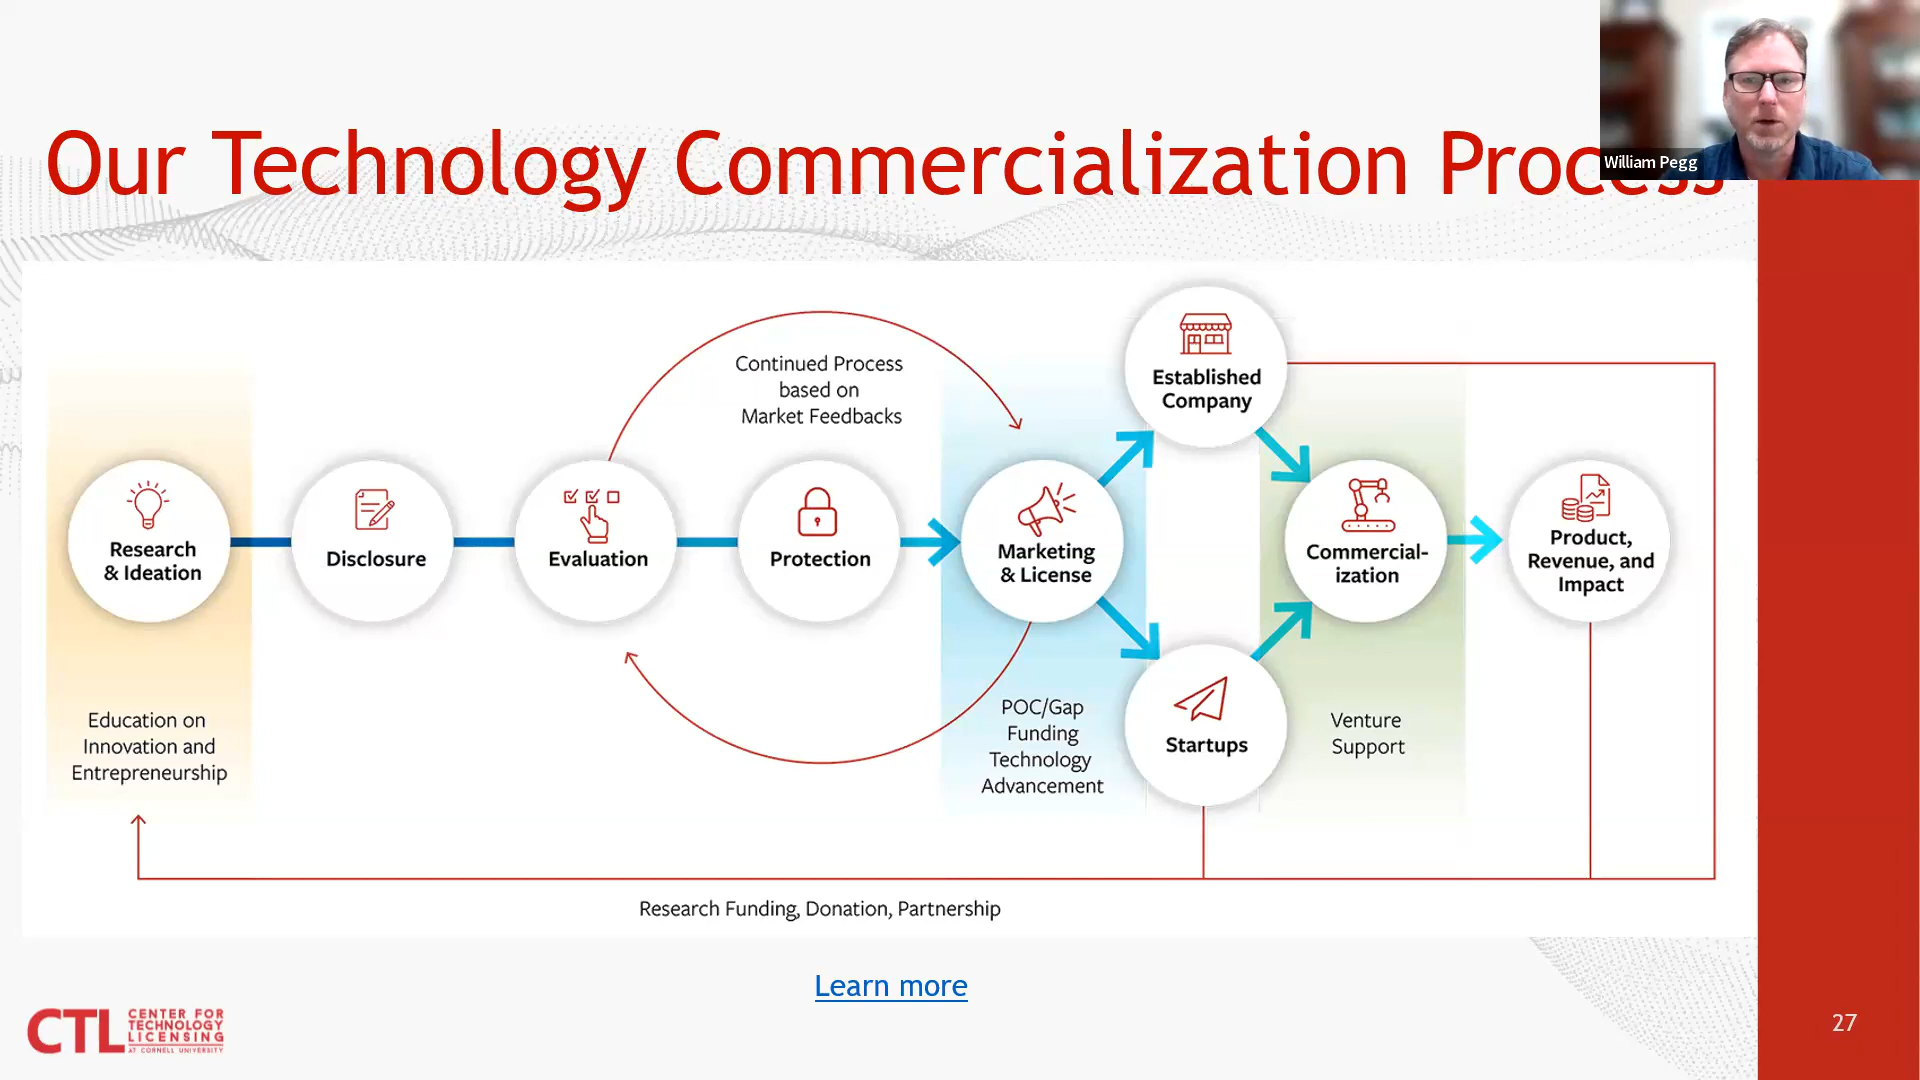 Our Technology Commercialization Process
William Pegg
Continued Process
based on
Market Feedbacks
Established
Company
Research
& Ideation
Disclosure
Evaluation
Protection
Marketing
& License
Commercial-
ization
Product,
Revenue, and
Impact
Startups
Education on
Innovation and
Entrepreneurship
POC/Gap
Funding
Technology
Advancement
Venture
Support
Research Funding, Donation, Partnership
Learn more
CTL
CENTER FOR
TECHNOLOGY
LICENSING
AT CORNELL UNIVERSITY
27